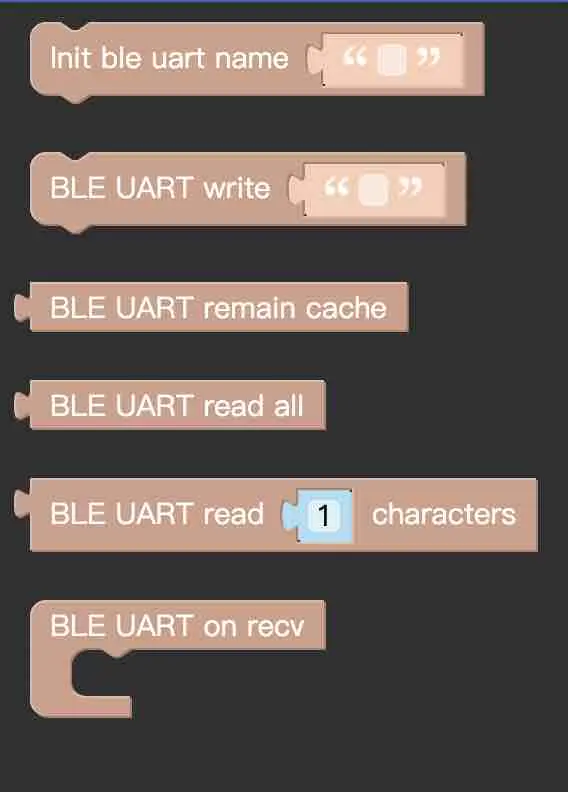 Init ble uart name “ ”
BLE UART write “ ”
BLE UART remain cache
BLE UART read all
BLE UART read 1 characters
BLE UART on recv